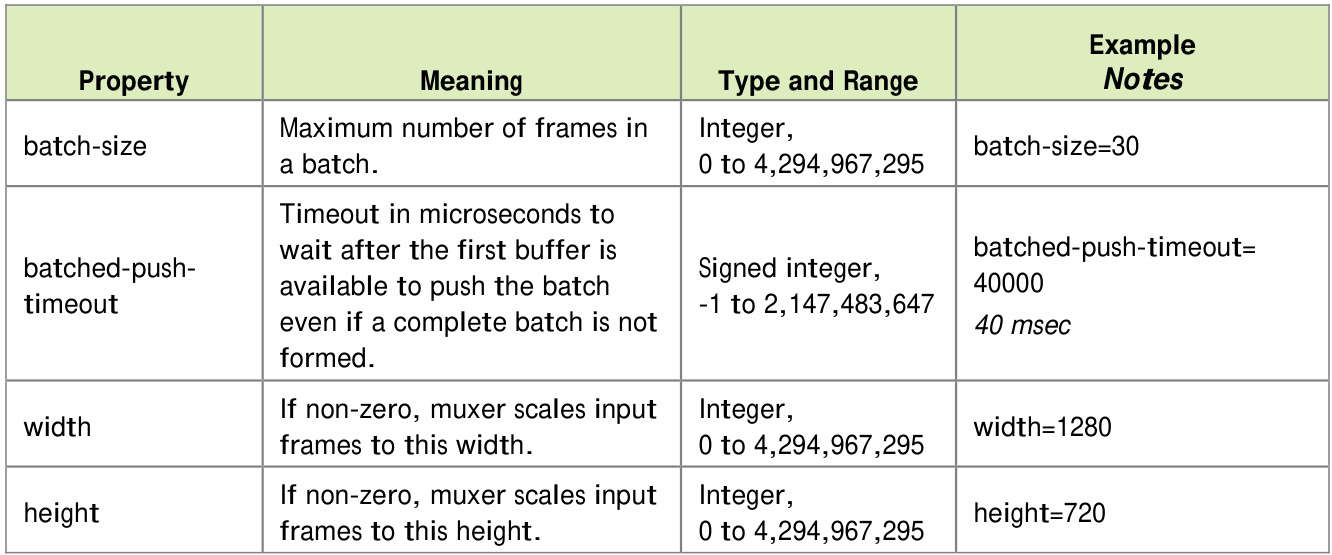 Property
Meaning
Type and Range
Example
Notes
batch-size
Maximum number of frames in
a batch.
Integer,
0 to 4,294,967,295
batch-size=30
batched-push-
timeout
Timeout in microseconds to
wait after the first buffer is
available to push the batch
even if a complete batch is not
formed.
Signed integer,
-1 to 2,147,483,647
batched-push-timeout=
40000
40 msec
width
If non-zero, muxer scales input
frames to this width.
Integer,
0 to 4,294,967,295
width=1280
height
If non-zero, muxer scales input
frames to this height.
Integer,
0 to 4,294,967,295
height=720